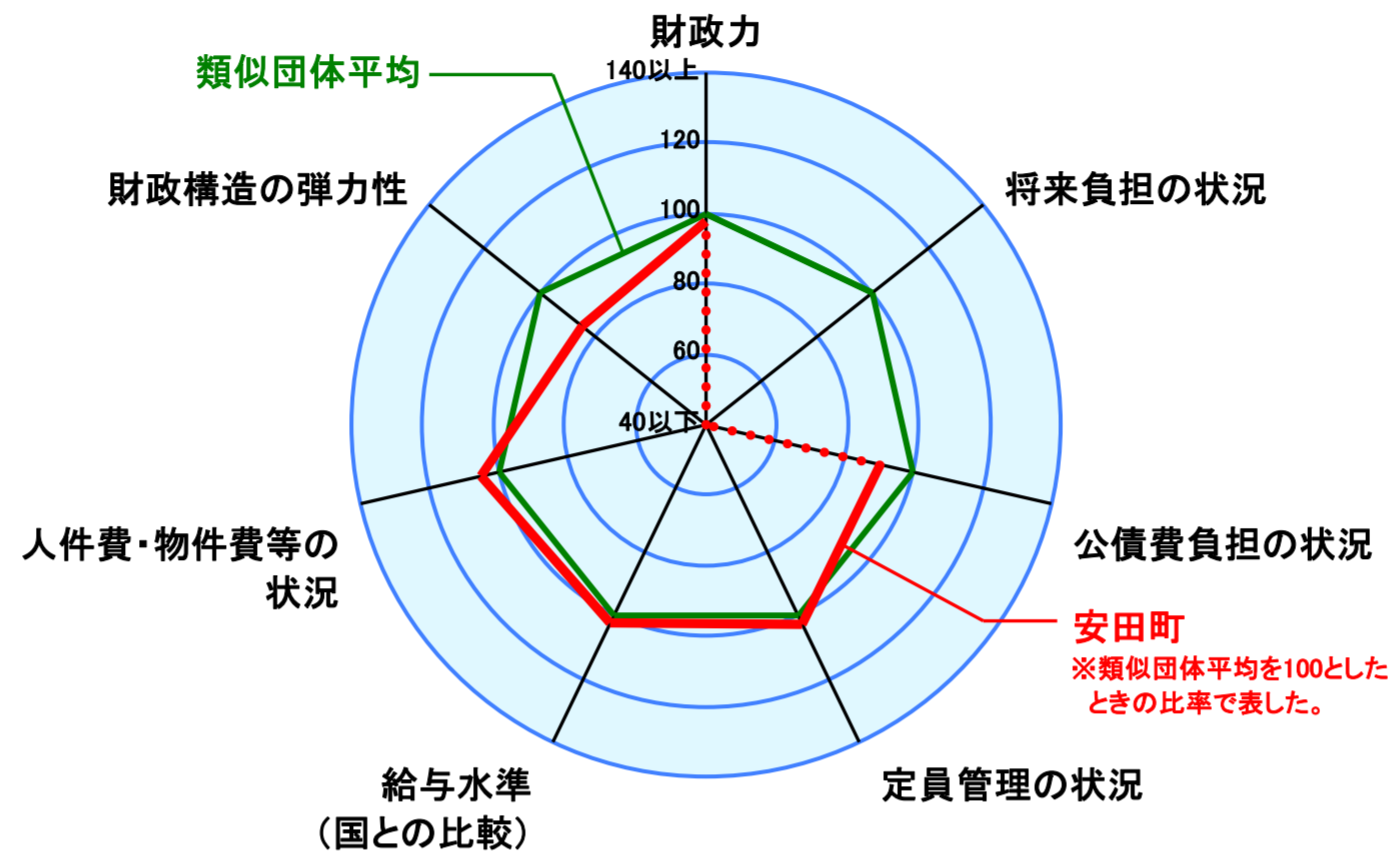 財政力
類似団体平均
140以上
120
財政構造の弾力性
将来負担の状況
100
80
60
40以下
人件費・物件費等の
状況
公債費負担の状況
安田町
※類似団体平均を100とした
ときの比率で表した。
給与水準
（国との比較）
定員管理の状況